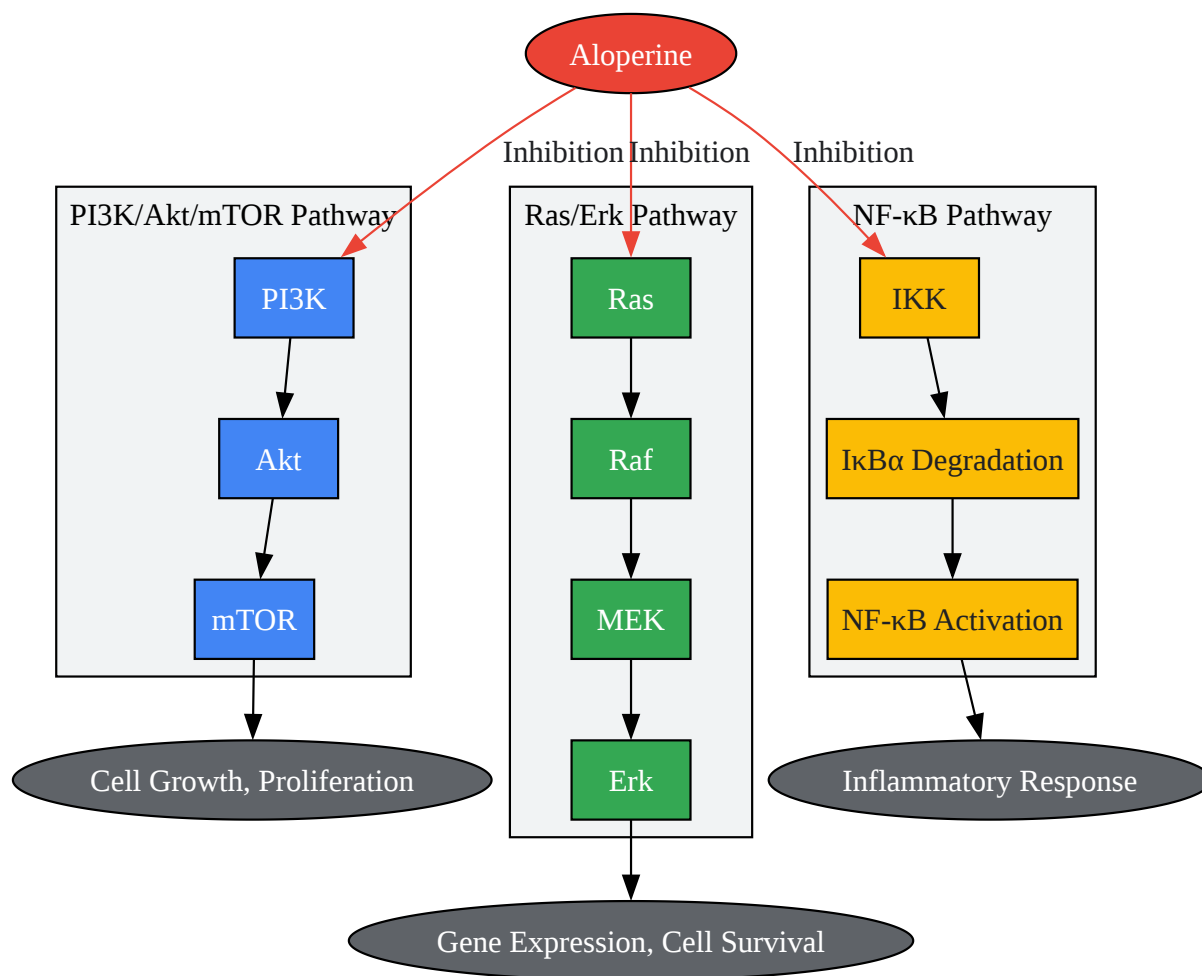 Aloperine
Inhibition
Inhibition
Inhibition
PI3K/Akt/mTOR Pathway
Ras/Erk Pathway
NF-κB Pathway
PI3K
Ras
IKK
Akt
Raf
IκBα Degradation
mTOR
MEK
NF-κB Activation
Cell Growth, Proliferation
Erk
Inflammatory Response
Gene Expression, Cell Survival